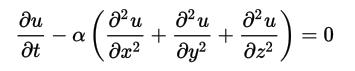 ∂u/∂t − α(∂²u/∂x² + ∂²u/∂y² + ∂²u/∂z²) = 0